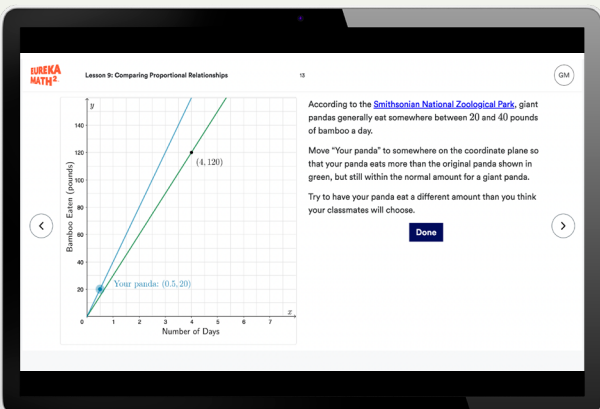 EUREKA
MATH²
Lesson 9: Comparing Proportional Relationships
13
GM
y
140
120
(4, 120)
100
80
60
40
20
Your panda: (0.5, 20)
x
0 1 2 3 4 5 6 7
Number of Days
Bamboo Eaten (pounds)
According to the Smithsonian National Zoological Park, giant
pandas generally eat somewhere between 20 and 40 pounds
of bamboo a day.
Move “Your panda” to somewhere on the coordinate plane so
that your panda eats more than the original panda shown in
green, but still within the normal amount for a giant panda.
Try to have your panda eat a different amount than you think
your classmates will choose.
Done